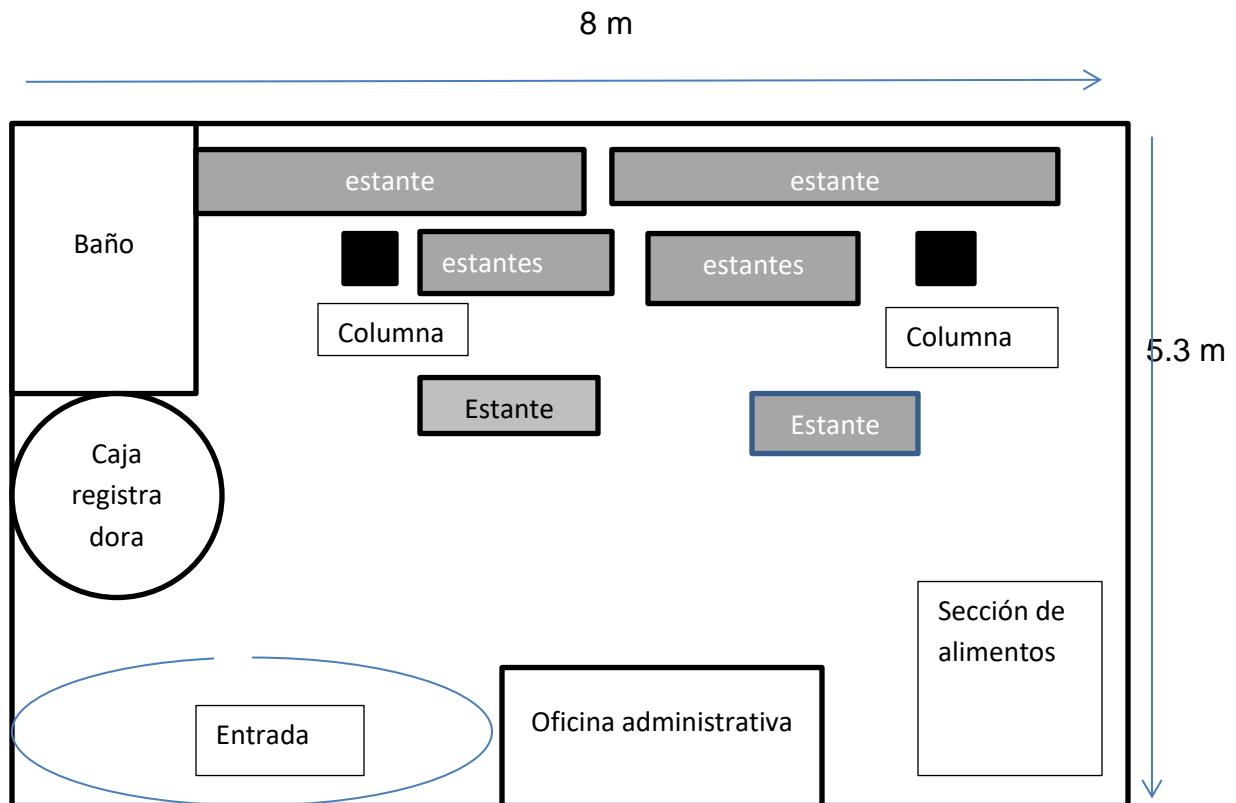 8 m
estante
estante
Baño
estantes
estantes
Columna
Columna
5.3 m
Estante
Estante
Caja
registra
dora
Sección de
alimentos
Oficina administrativa
Entrada